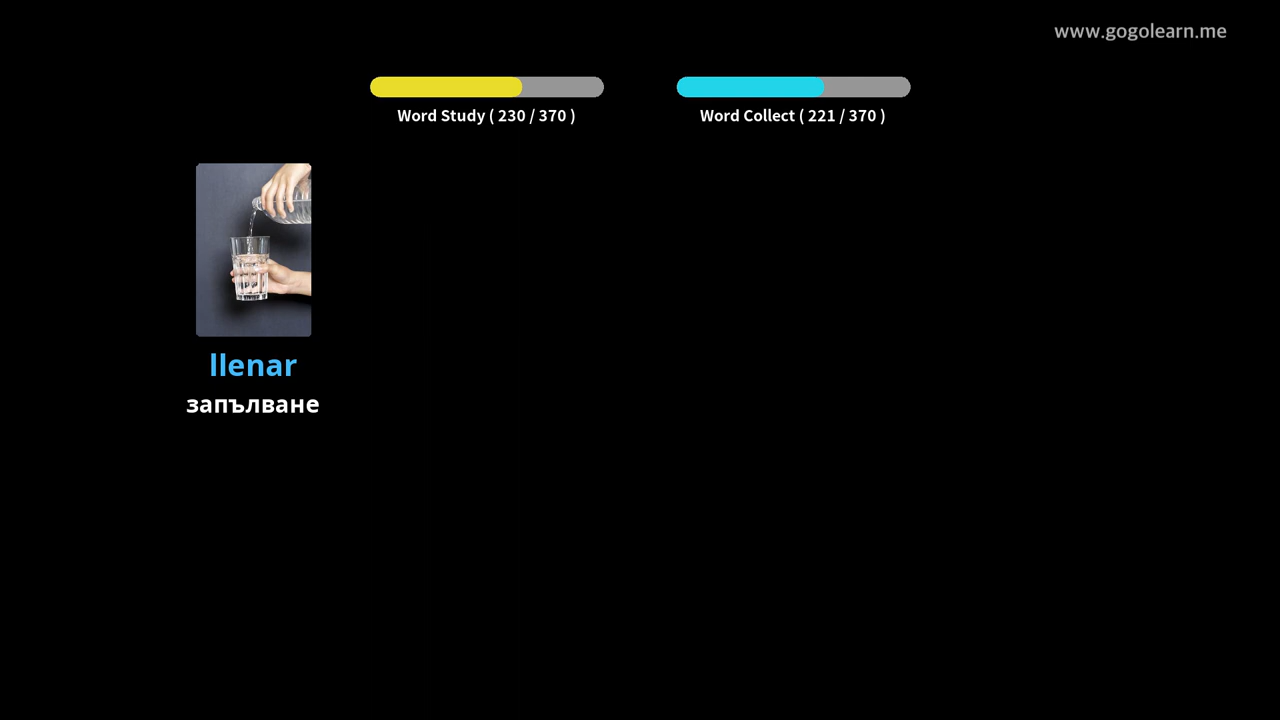 www.gogolearn.me
Word Study ( 230 / 370 )
Word Collect ( 221 / 370 )
llenar
запълване